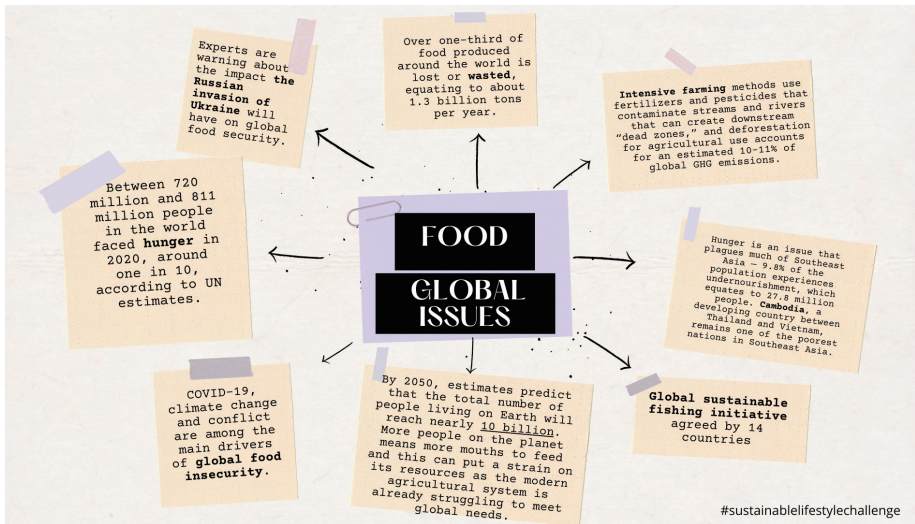 Experts are
warning about
the impact the
Russian
invasion of
Ukraine will
have on global
food security.
Over one-third of
food produced
around the world is
lost or wasted,
equating to about
1.3 billion tons
per year.
Intensive farming methods use
fertilizers and pesticides that
contaminate streams and rivers
that can create downstream
“dead zones,” and deforestation
for agricultural use accounts
for an estimated 10-11% of
global GHG emissions.
Between 720
million and 811
million people
in the world
faced hunger in
2020, around
one in 10,
according to UN
estimates.
FOOD
GLOBAL
ISSUES
Hunger is an issue that
plagues much of Southeast
Asia — 9.8% of the
population experiences
undernourishment, which
equates to 27.8 million
people. Cambodia, a
developing country between
Thailand and Vietnam,
remains one of the poorest
nations in Southeast Asia.
COVID-19,
climate change
and conflict
are among the
main drivers
of global food
insecurity.
By 2050, estimates predict
that the total number of
people living on Earth will
reach nearly 10 billion.
More people on the planet
means more mouths to feed
and this can put a strain on
its resources as the modern
agricultural system is
already struggling to meet
global needs.
Global sustainable
fishing initiative
agreed by 14
countries
#sustainablelifestylechallenge